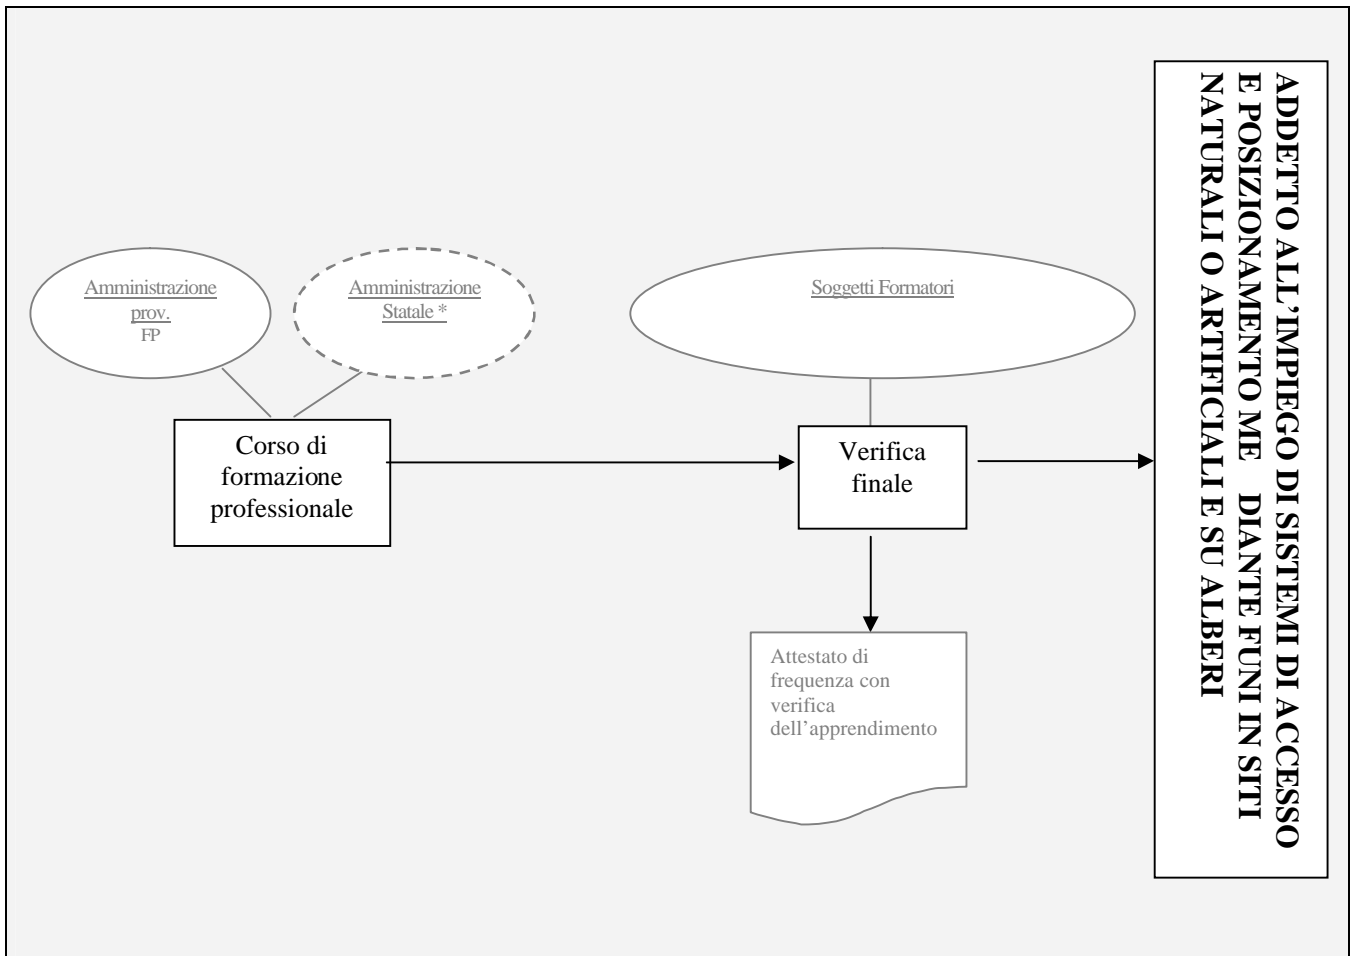 Amministrazione
prov.
FP
Amministrazione
Statale *
Soggetti Formatori
Corso di
formazione
professionale
Verifica
finale
Attestato di
frequenza con
verifica
dell’apprendimento
ADDETTO ALL’IMPIEGO DI SISTEMI DI ACCESSO
E POSIZIONAMENTO ME DIANTE FUNI IN SITI
NATURALI O ARTIFICIALI E SU ALBERI